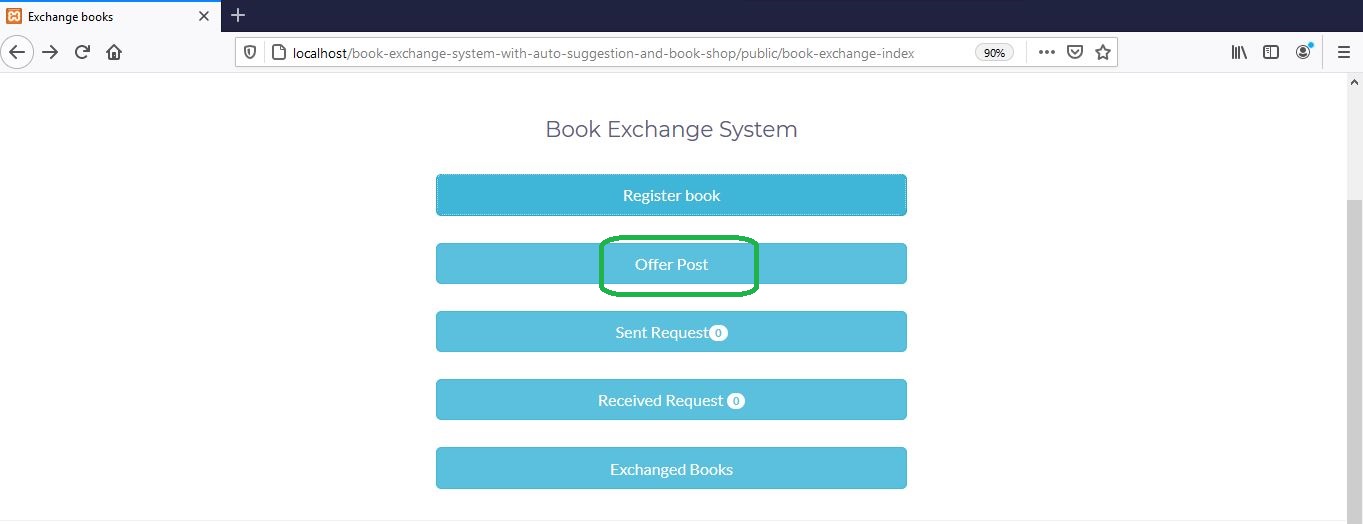 Exchange books
localhost/book-exchange-system-with-auto-suggestion-and-book-shop/public/book-exchange-index 90%
Book Exchange System
Register book
Offer Post
Sent Request 0
Received Request 0
Exchanged Books